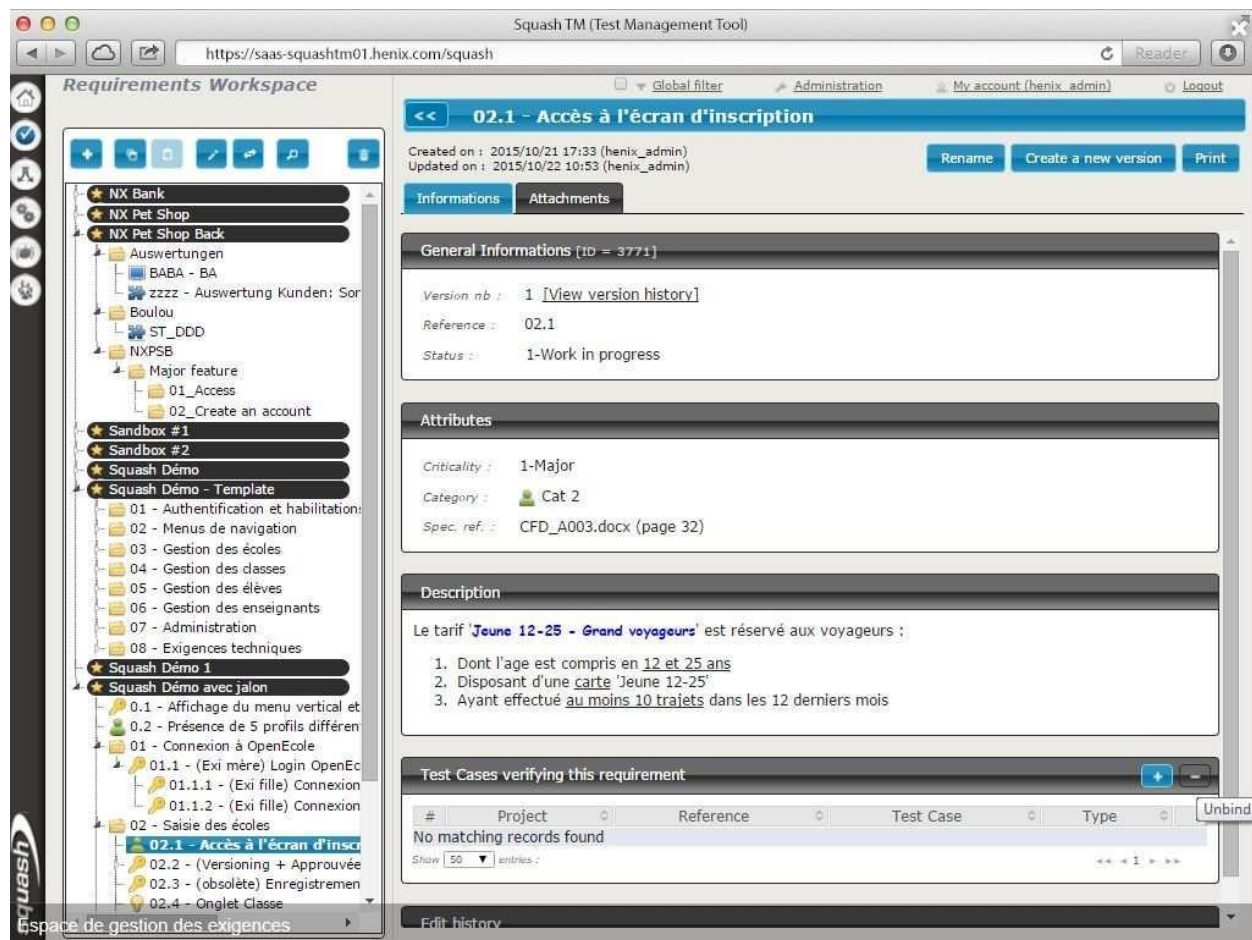 Squash TM (Test Management Tool)
https://saas-squashtm01.henix.com/squash
Reader
Requirements Workspace
Global filter
Administration
My account (henix_admin)
Logout
<<
02.1 - Accès à l'écran d'inscription
Created on : 2015/10/21 17:33 (henix_admin)
Updated on : 2015/10/22 10:53 (henix_admin)
Rename
Create a new version
Print
Informations
Attachments
NX Bank
NX Pet Shop
NX Pet Shop Back
Auswertungen
BABA - BA
zzzz - Auswertung Kunden: Sor
Boulou
ST_DDD
NXPSB
Major feature
01_Access
02_Create an account
Sandbox #1
Sandbox #2
Squash Démo
Squash Démo - Template
01 - Authentification et habilitation
02 - Menus de navigation
03 - Gestion des écoles
04 - Gestion des classes
05 - Gestion des élèves
06 - Gestion des enseignants
07 - Administration
08 - Exigences techniques
Squash Démo 1
Squash Démo avec jalon
0.1 - Affichage du menu vertical et
0.2 - Présence de 5 profils différen
01 - Connexion à OpenEcole
01.1 - (Exi mère) Login OpenEc
01.1.1 - (Exi fille) Connexion
01.1.2 - (Exi fille) Connexion
02 - Saisie des écoles
02.1 - Accès à l'écran d'inscr
02.2 - (Versioning + Approuvée
02.3 - (obsolète) Enregistremen
02.4 - Onglet Classe
General Informations [ID = 3771]
Version nb : 1 [View version history]
Reference : 02.1
Status : 1-Work in progress
Attributes
Criticality : 1-Major
Category : Cat 2
Spec. ref. : CFD_A003.docx (page 32)
Description
Le tarif 'Jeune 12-25 - Grand voyageurs' est réservé aux voyageurs :
1. Dont l'age est compris en 12 et 25 ans
2. Disposant d'une carte 'Jeune 12-25'
3. Ayant effectué au moins 10 trajets dans les 12 derniers mois
Test Cases verifying this requirement
+ -
Unbind
# Project Reference Test Case Type
No matching records found
Show 50 entries :
1
Edit history
squash
Espace de gestion des exigences